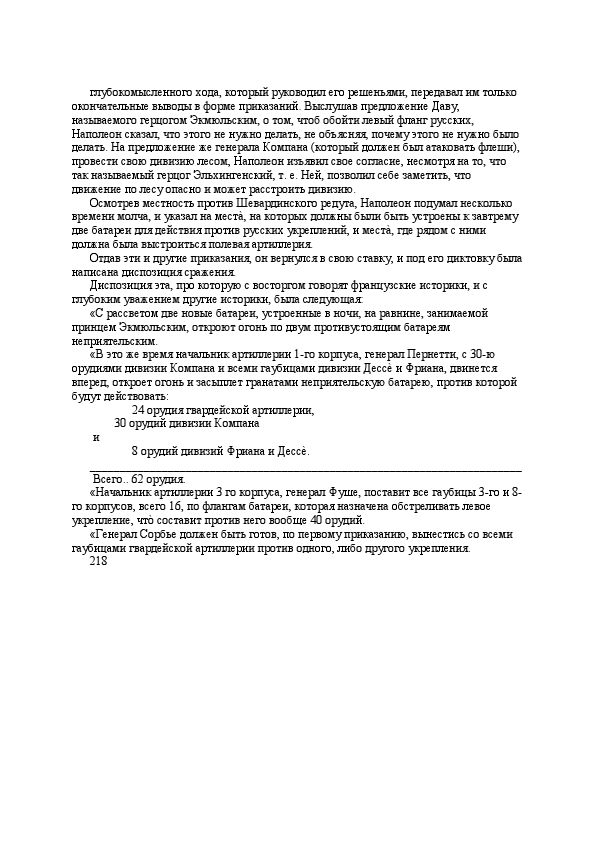 глубокомысленного хода, который руководил его решеньями, передавал им только
окончательные выводы в форме приказаний. Выслушав предложение Даву,
называемого герцогом Экмюльским, о том, чтоб обойти левый фланг русских,
Наполеон сказал, что этого не нужно делать, не объясняя, почему этого не нужно было
делать. На предложение же генерала Компана (который должен был атаковать флеши),
провести свою дивизию лесом, Наполеон изъявил свое согласие, несмотря на то, что
так называемый герцог Эльхингенский, т. е. Ней, позволил себе заметить, что
движение по лесу опасно и может расстроить дивизию.
Осмотрев местность против Шевардинского редута, Наполеон подумал несколько
времени молча, и указал на местà, на которых должны были быть устроены к завтрему
две батареи для действия против русских укреплений, и местà, где рядом с ними
должна была выстроиться полевая артиллерия.
Отдав эти и другие приказания, он вернулся в свою ставку, и под его диктовку была
написана диспозиция сражения.
Диспозиция эта, про которую с восторгом говорят французские историки, и с
глубоким уважением другие историки, была следующая:
«С рассветом две новые батареи, устроенные в ночи, на равнине, занимаемой
принцем Экмюльским, откроют огонь по двум противустоящим батареям
неприятельским.
«В это же время начальник артиллерии 1-го корпуса, генерал Пернетти, с 30-ю
орудиями дивизии Компана и всеми гаубицами дивизии Дессѐ и Фриана, двинется
вперед, откроет огонь и засыплет гранатами неприятельскую батарею, против которой
будут действовать:
24 орудия гвардейской артиллерии,
30 орудий дивизии Компана
и
8 орудий дивизий Фриана и Дессѐ.
Всего.. 62 орудия.
«Начальник артиллерии 3 го корпуса, генерал Фуше, поставит все гаубицы 3-го и 8-
го корпусов, всего 16, по флангам батареи, которая назначена обстреливать левое
укрепление, чтò составит против него вообще 40 орудий.
«Генерал Сорбье должен быть готов, по первому приказанию, вынестись со всеми
гаубицами гвардейской артиллерии против одного, либо другого укрепления.
218